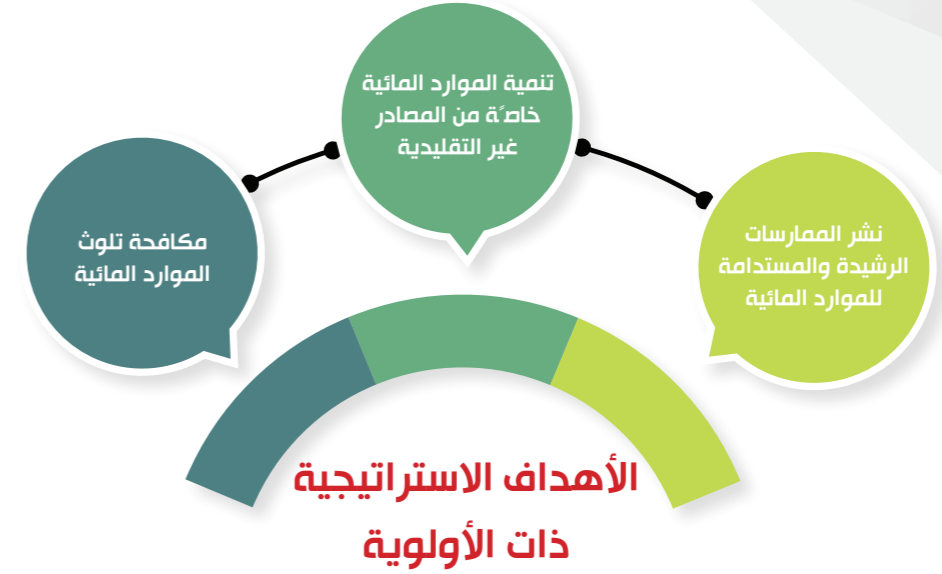 تنمية الموارد المائية
خاصةً من المصادر
غير التقليدية
نشر الممارسات
الرشيدة والمستدامة
للموارد المائية
مكافحة تلوث
الموارد المائية
الأهداف الاستراتيجية
ذات الأولوية